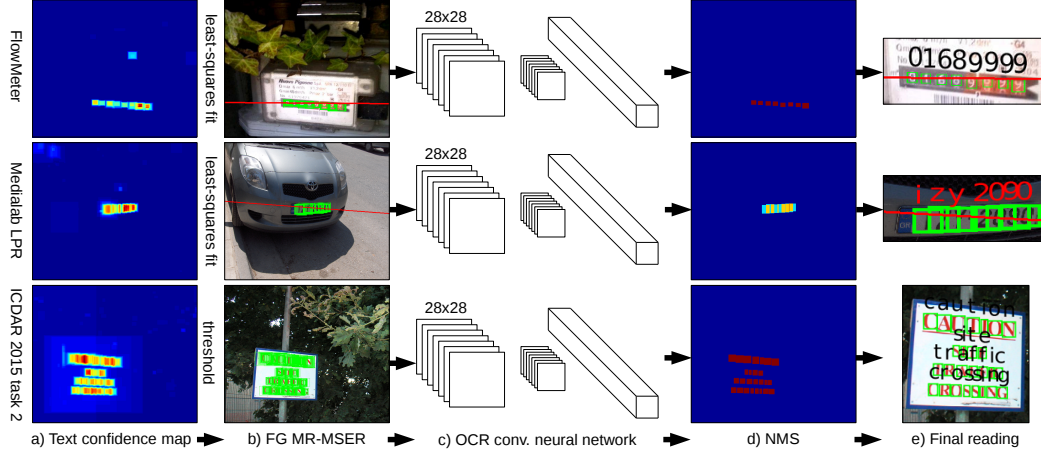 FlowMeter
least-squares fit
28x28
01689999
Medialab LPR
least-squares fit
28x28
izy 2090
ICDAR 2015 task 2
threshold
28x28
caution
CAUTION
site
traffic
crossing
CROSSING
a) Text confidence map
b) FG MR-MSER
c) OCR conv. neural network
d) NMS
e) Final reading